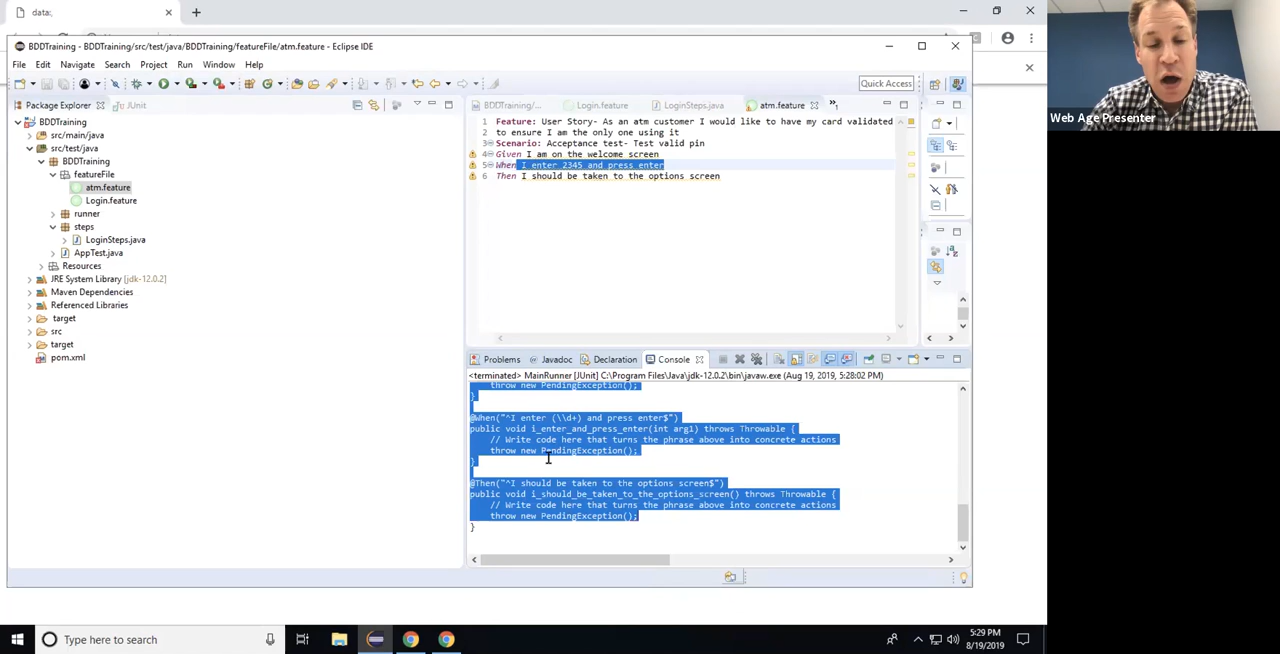 data:
BDDTraining - BDDTraining/src/test/java/BDDTraining/featureFile/atm.feature - Eclipse IDE
File Edit Navigate Search Project Run Window Help
Quick Access
Package Explorer JUnit
BDDTraining/... Login.feature LoginSteps.java atm.feature
BDDTraining
src/main/java
src/test/java
BDDTraining
featureFile
atm.feature
Login.feature
runner
steps
LoginSteps.java
AppTest.java
Resources
JRE System Library [jdk-12.0.2]
Maven Dependencies
Referenced Libraries
target
src
target
pom.xml
1 Feature: User Story- As an atm customer I would like to have my card validated
2 to ensure I am the only one using it
3 Scenario: Acceptance test- Test valid pin
4 Given I am on the welcome screen
5 When I enter 2345 and press enter
6 Then I should be taken to the options screen
Web Age Presenter
Problems Javadoc Declaration Console
<terminated> MainRunner [JUnit] C:\Program Files\Java\jdk-12.0.2\bin\javaw.exe (Aug 19, 2019, 5:28:02 PM)
throw new PendingException();
}
@When("^I enter (\\d+) and press enter$")
public void i_enter_and_press_enter(int arg1) throws Throwable {
// Write code here that turns the phrase above into concrete actions
throw new PendingException();
}
@Then("^I should be taken to the options screen$")
public void i_should_be_taken_to_the_options_screen() throws Throwable {
// Write code here that turns the phrase above into concrete actions
throw new PendingException();
}
Type here to search
5:29 PM
8/19/2019